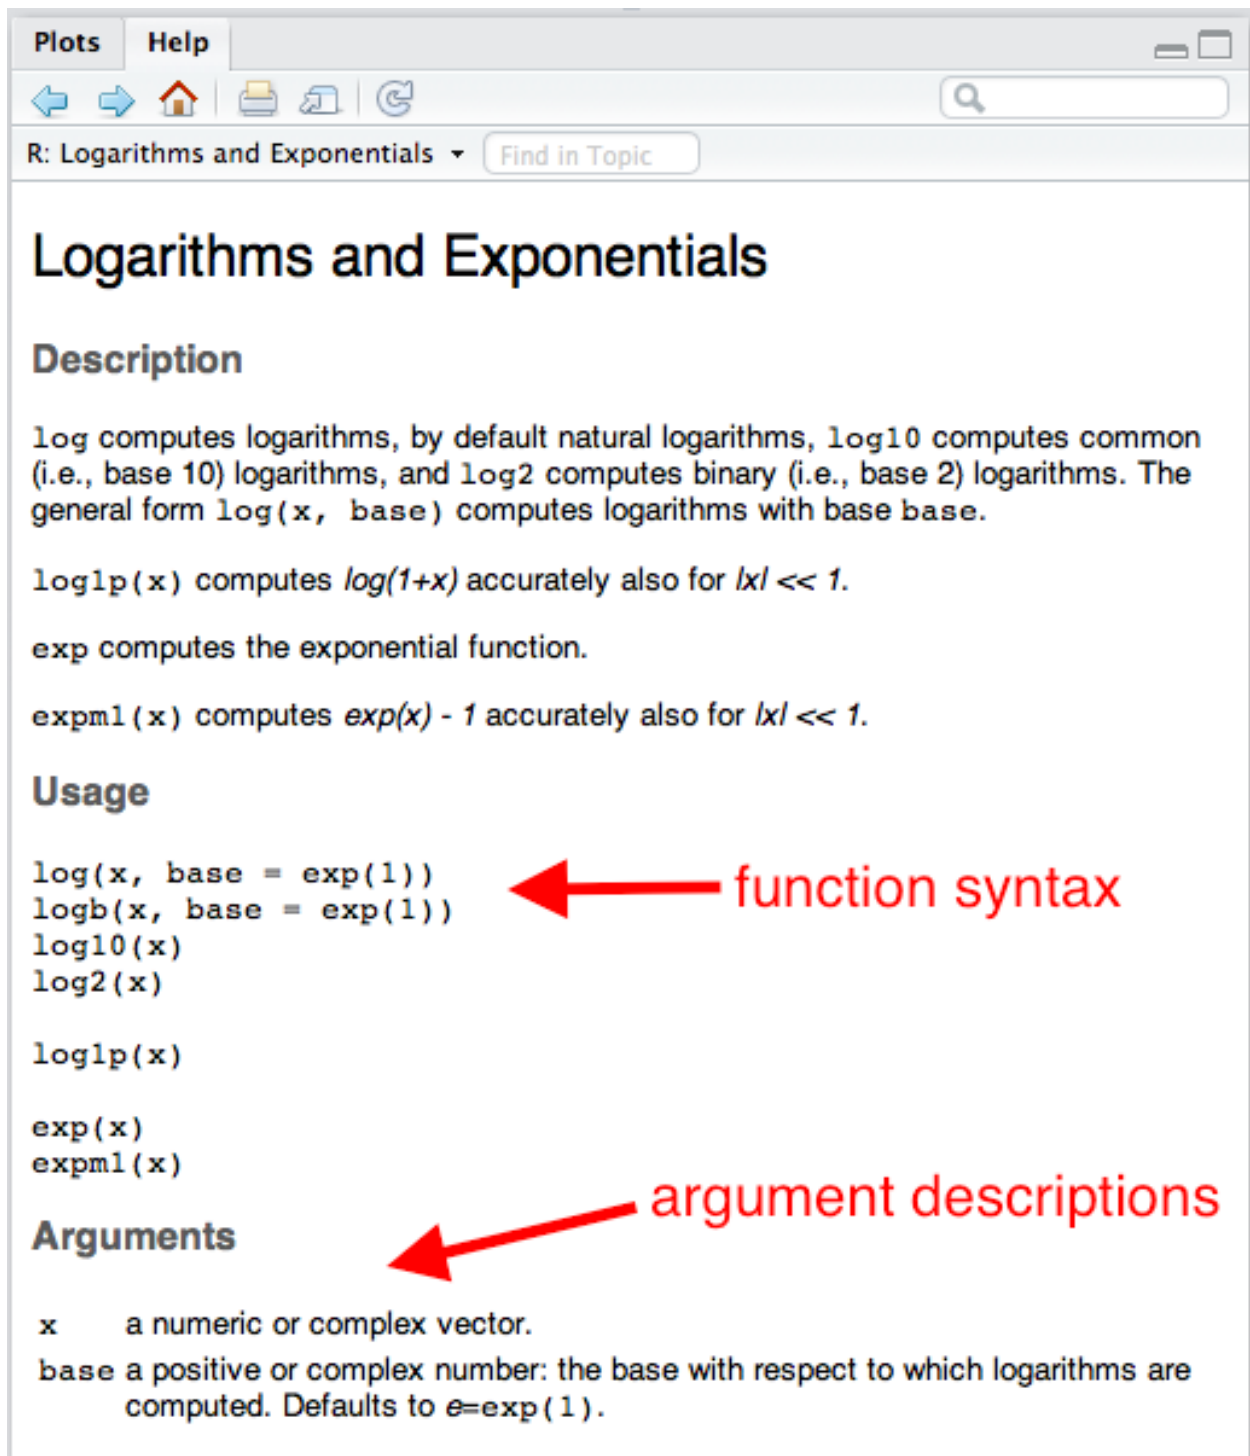 Plots Help
R: Logarithms and Exponentials Find in Topic
Logarithms and Exponentials
Description
log computes logarithms, by default natural logarithms, log10 computes common
(i.e., base 10) logarithms, and log2 computes binary (i.e., base 2) logarithms. The
general form log(x, base) computes logarithms with base base.
log1p(x) computes log(1+x) accurately also for |x| << 1.
exp computes the exponential function.
expm1(x) computes exp(x) - 1 accurately also for |x| << 1.
Usage
log(x, base = exp(1))
function syntax
logb(x, base = exp(1))
log10(x)
log2(x)
log1p(x)
exp(x)
expm1(x)
argument descriptions
Arguments
x a numeric or complex vector.
base a positive or complex number: the base with respect to which logarithms are
computed. Defaults to e=exp(1).